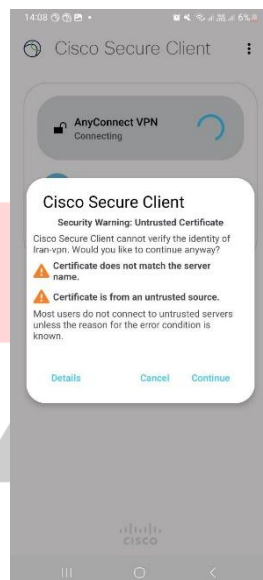 14:08
6%
Cisco Secure Client
AnyConnect VPN
Connecting
Cisco Secure Client
Security Warning: Untrusted Certificate
Cisco Secure Client cannot verify the identity of
Iran-vpn. Would you like to continue anyway?
Certificate does not match the server
name.
Certificate is from an untrusted source.
Most users do not connect to untrusted servers
unless the reason for the error condition is
known.
Details Cancel Continue
cisco